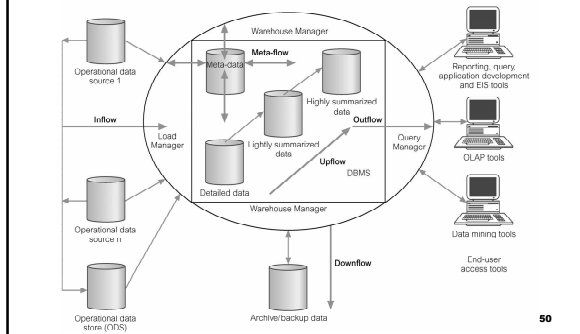 Warehouse Manager
Operational data
source 1
Meta-data
Meta-flow
Highly summarized
data
Reporting, query,
application development
and EIS tools
Inflow
Load
Manager
Lightly summarized
data
Outflow
Query
Manager
OLAP tools
Upflow
DBMS
Detailed data
Operational data
source n
Warehouse Manager
Data mining tools
Downflow
End-user
access tools
Operational data
store (ODS)
Archive/backup data
50